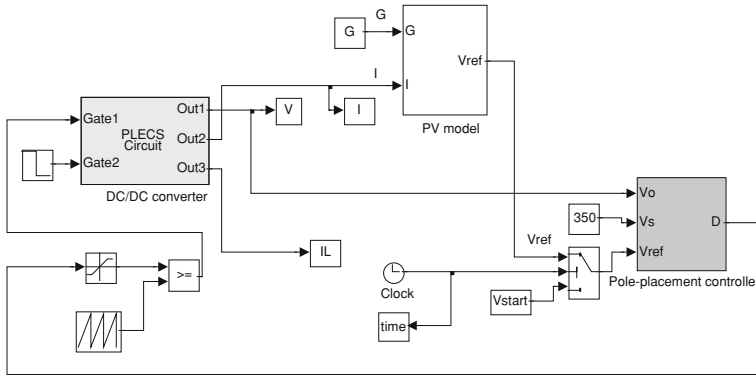 G
G
G
Vref
I
I
PV model
Gate1
Out1
V
I
PLECS
Circuit
Out2
Gate2
Out3
DC/DC converter
IL
Vo
350
Vs
D
Vref
Vref
Pole-placement controlle
Clock
Vstart
time
>=